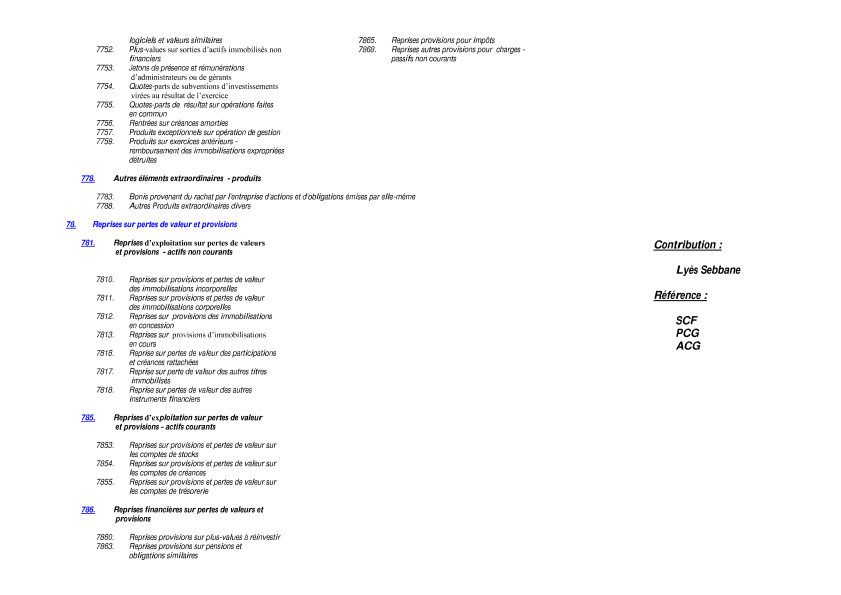 logiciels et valeurs similaires
7752. Plus-values sur sorties d'actifs immobilisés non
financiers
7753. Jetons de présence et rémunérations
d'administrateurs ou de gérants
7754. Quotes-parts de subventions d'investissements
virées au résultat de l'exercice
7755. Quotes-parts de résultat sur opérations faites
en commun
7756. Rentrées sur créances amorties
7757. Produits exceptionnels sur opération de gestion
7759. Produits sur exercices antérieurs -
remboursement des immobilisations expropriées
détruites
778. Autres éléments extraordinaires - produits
7783. Bonis provenant du rachat par l'entreprise d'actions et d'obligations émises par elle-même
7788. Autres Produits extraordinaires divers
78. Reprises sur pertes de valeur et provisions
781. Reprises d'exploitation sur pertes de valeurs
et provisions - actifs non courants
7810. Reprises sur provisions et pertes de valeur
des immobilisations incorporelles
7811. Reprises sur provisions et pertes de valeur
des immobilisations corporelles
7812. Reprises sur provisions des immobilisations
en concession
7813. Reprises sur provisions d'immobilisations
en cours
7816. Reprise sur pertes de valeur des participations
et créances rattachées
7817. Reprise sur perte de valeur des autres titres
immobilisés
7818. Reprise sur pertes de valeur des autres
instruments financiers
785. Reprises d'exploitation sur pertes de valeur
et provisions - actifs courants
7853. Reprises sur provisions et pertes de valeur sur
les comptes de stocks
7854. Reprises sur provisions et pertes de valeur sur
les comptes de créances
7855. Reprises sur provisions et pertes de valeur sur
les comptes de trésorerie
786. Reprises financières sur pertes de valeurs et
provisions
7860. Reprises provisions sur plus-values à réinvestir
7863. Reprises provisions sur pensions et
obligations similaires
7865. Reprises provisions pour impôts
7868. Reprises autres provisions pour charges -
passifs non courants
Contribution :
Lyès Sebbane
Référence :
SCF
PCG
ACG